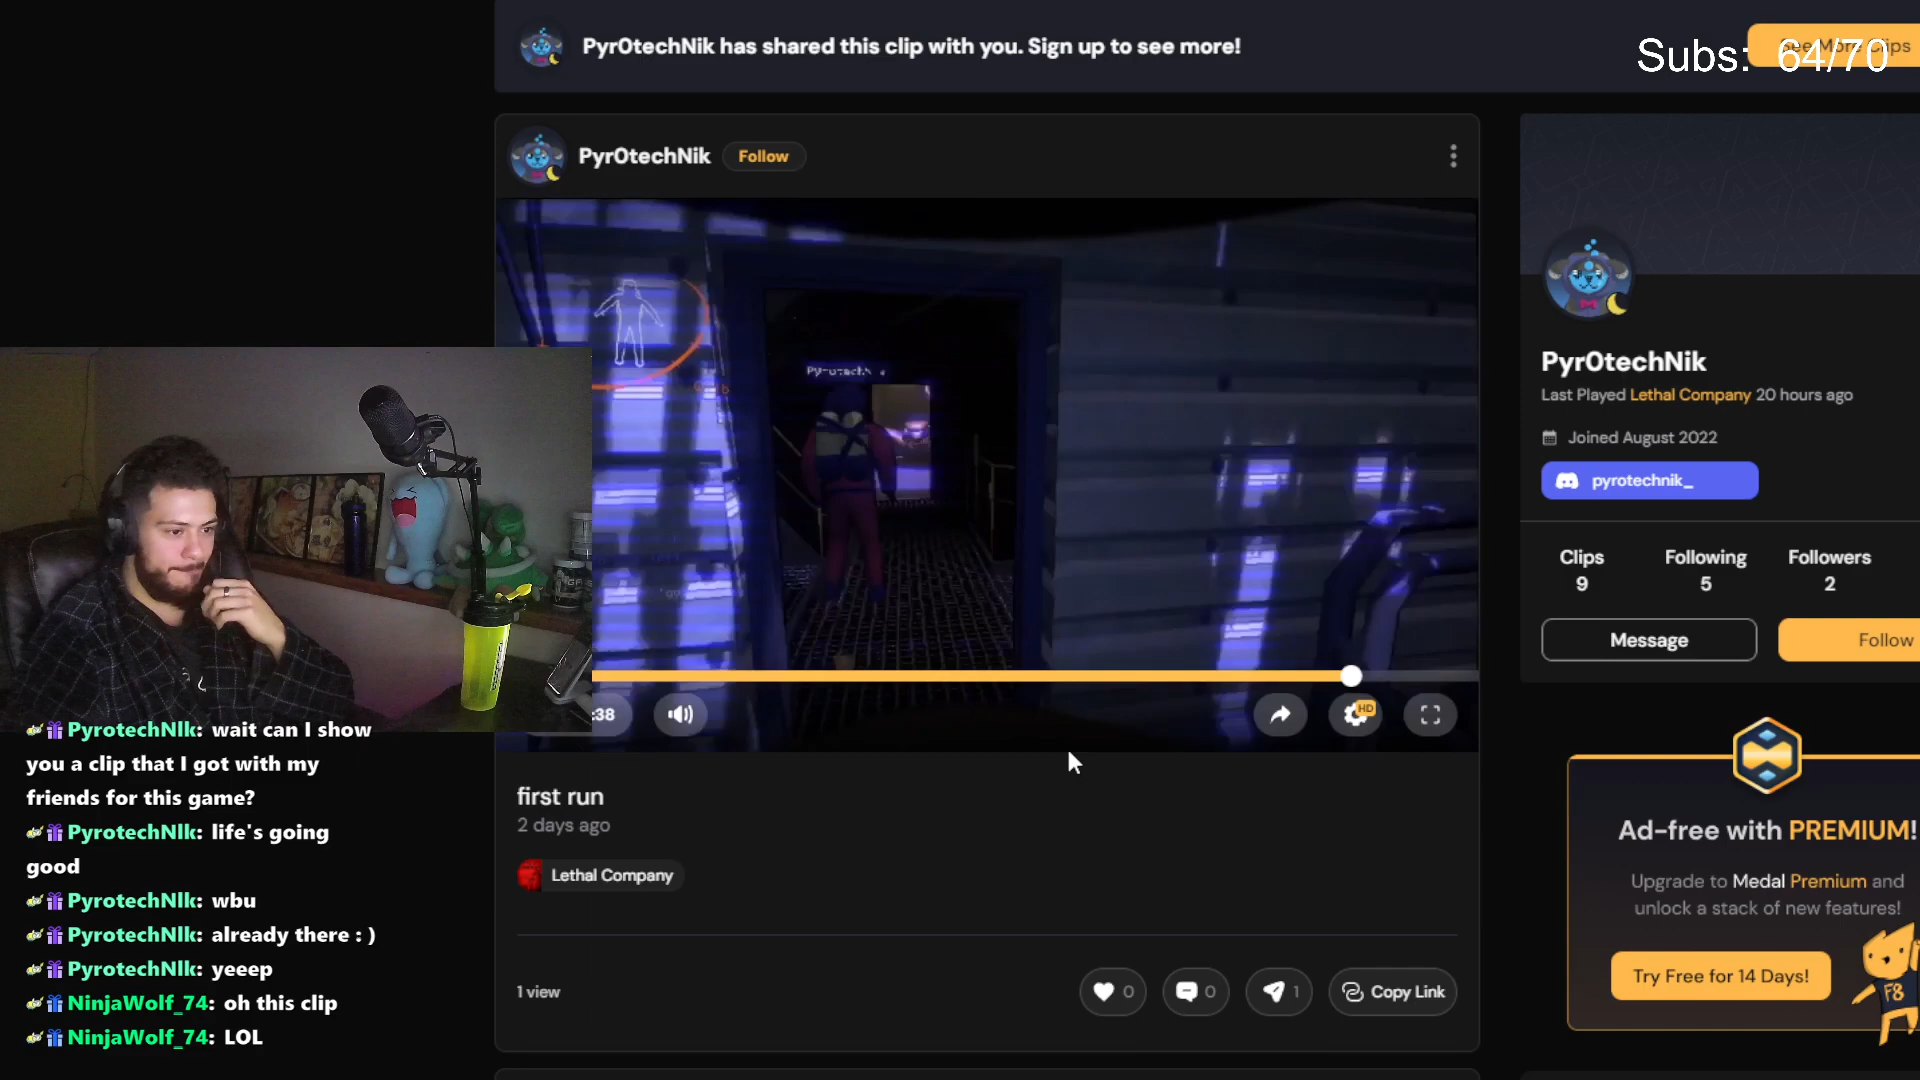 PyrOtechNik has shared this clip with you. Sign up to see more!
See More Clips
Subs: 64/70
PyrOtechNik
Follow
:38
HD
first run
2 days ago
Lethal Company
1 view
0
0
1
Copy Link
PyrOtechNik
Last Played Lethal Company 20 hours ago
Joined August 2022
pyrotechnik_
Clips
9
Following
5
Followers
2
Message
Follow
Ad-free with PREMIUM!
Upgrade to Medal Premium and
unlock a stack of new features!
Try Free for 14 Days!
F8
PyrotechNIk: wait can I show
you a clip that I got with my
friends for this game?
PyrotechNIk: life's going
good
PyrotechNIk: wbu
PyrotechNIk: already there : )
PyrotechNIk: yeeep
NinjaWolf_74: oh this clip
NinjaWolf_74: LOL